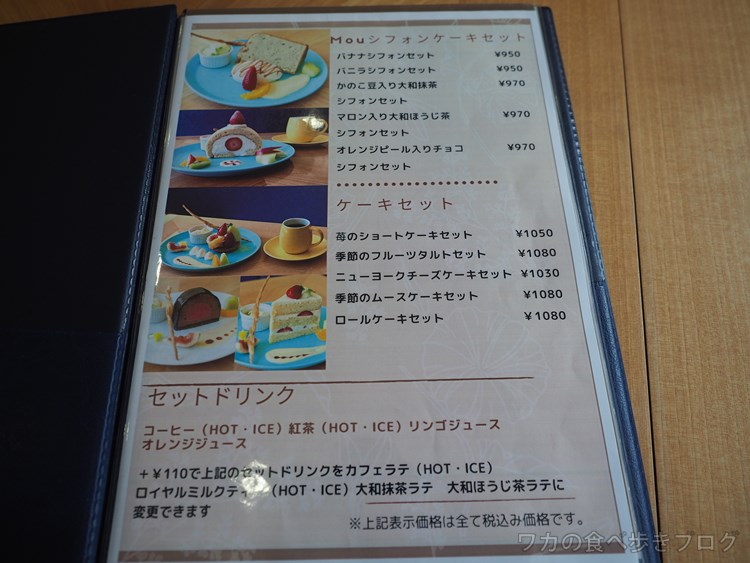 Mouシフォンケーキセット
バナナシフォンセット ¥950
バニラシフォンセット ¥950
かのこ豆入り大和抹茶 ¥970
シフォンセット
マロン入り大和ほうじ茶 ¥970
シフォンセット
オレンジピール入りチョコ ¥970
シフォンセット
ケーキセット
苺のショートケーキセット ¥1050
季節のフルーツタルトセット ¥1080
ニューヨークチーズケーキセット ¥1030
季節のムースケーキセット ¥1080
ロールケーキセット ¥1080
セットドリンク
コーヒー（HOT・ICE）紅茶（HOT・ICE）リンゴジュース
オレンジジュース
＋¥110で上記のセットドリンクをカフェラテ（HOT・ICE）
ロイヤルミルクティー（HOT・ICE）大和抹茶ラテ　大和ほうじ茶ラテに
変更できます
※上記表示価格は全て税込み価格です。
ワカの食べ歩きブログ